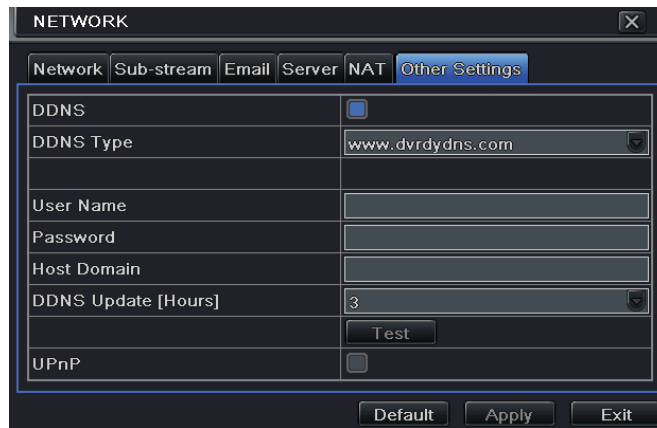 NETWORK
Network Sub-stream Email Server NAT Other Settings
DDNS
DDNS Type www.dvrdydns.com
User Name
Password
Host Domain
DDNS Update [Hours] 3
Test
UPnP
Default Apply Exit